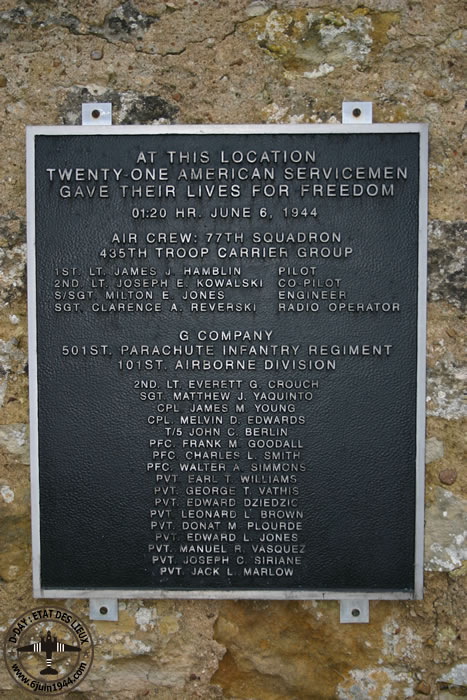 AT THIS LOCATION
TWENTY-ONE AMERICAN SERVICEMEN
GAVE THEIR LIVES FOR FREEDOM
01:20 HR. JUNE 6, 1944
AIR CREW: 77TH SQUADRON
435TH TROOP CARRIER GROUP
1ST. LT. JAMES J. HAMBLIN PILOT
2ND. LT. JOSEPH E. KOWALSKI CO-PILOT
S/SGT. MILTON E. JONES ENGINEER
SGT. CLARENCE A. REVERSKI RADIO OPERATOR
G COMPANY
501ST. PARACHUTE INFANTRY REGIMENT
101ST. AIRBORNE DIVISION
2ND. LT. EVERETT G. CROUCH
SGT. MATTHEW J. YAQUINTO
CPL. JAMES M. YOUNG
CPL. MELVIN D. EDWARDS
T/5 JOHN C. BERLIN
PFC. FRANK M. GOODALL
PFC. CHARLES L. SMITH
PFC. WALTER A. SIMMONS
PVT. EARL T. WILLIAMS
PVT. GEORGE T. VATHIS
PVT. EDWARD DZIEDZIC
PVT. LEONARD L. BROWN
PVT. DONAT M. PLOURDE
PVT. EDWARD L. JONES
PVT. MANUEL R. VASQUEZ
PVT. JOSEPH C. SIRIANE
PVT. JACK L. MARLOW
D-DAY : ETAT DES LIEUX
www.6juin1944.com